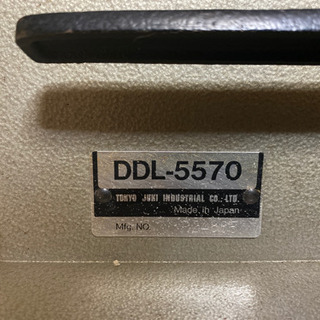 DDL-5570
TOKYO JUKI INDUSTRIAL CO., LTD.
Made in Japan
Mfg. NO